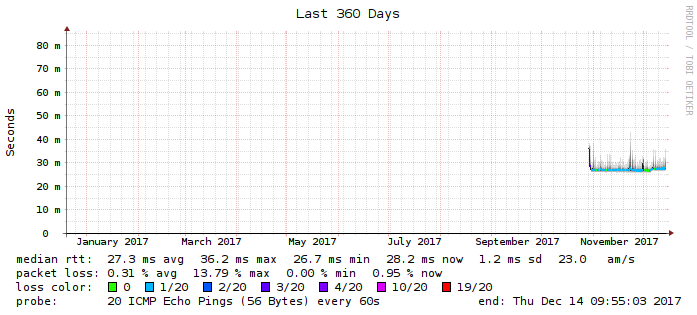 Last 360 Days
RRDTOOL / TOBI OETIKER
Seconds
80 m
70 m
60 m
50 m
40 m
30 m
20 m
10 m
0
January 2017 March 2017 May 2017 July 2017 September 2017 November 2017
median rtt: 27.3 ms avg 36.2 ms max 26.7 ms min 28.2 ms now 1.2 ms sd 23.0 am/s
packet loss: 0.31 % avg 13.79 % max 0.00 % min 0.95 % now
loss color: 0 1/20 2/20 3/20 4/20 10/20 19/20
probe: 20 ICMP Echo Pings (56 Bytes) every 60s end: Thu Dec 14 09:55:03 2017